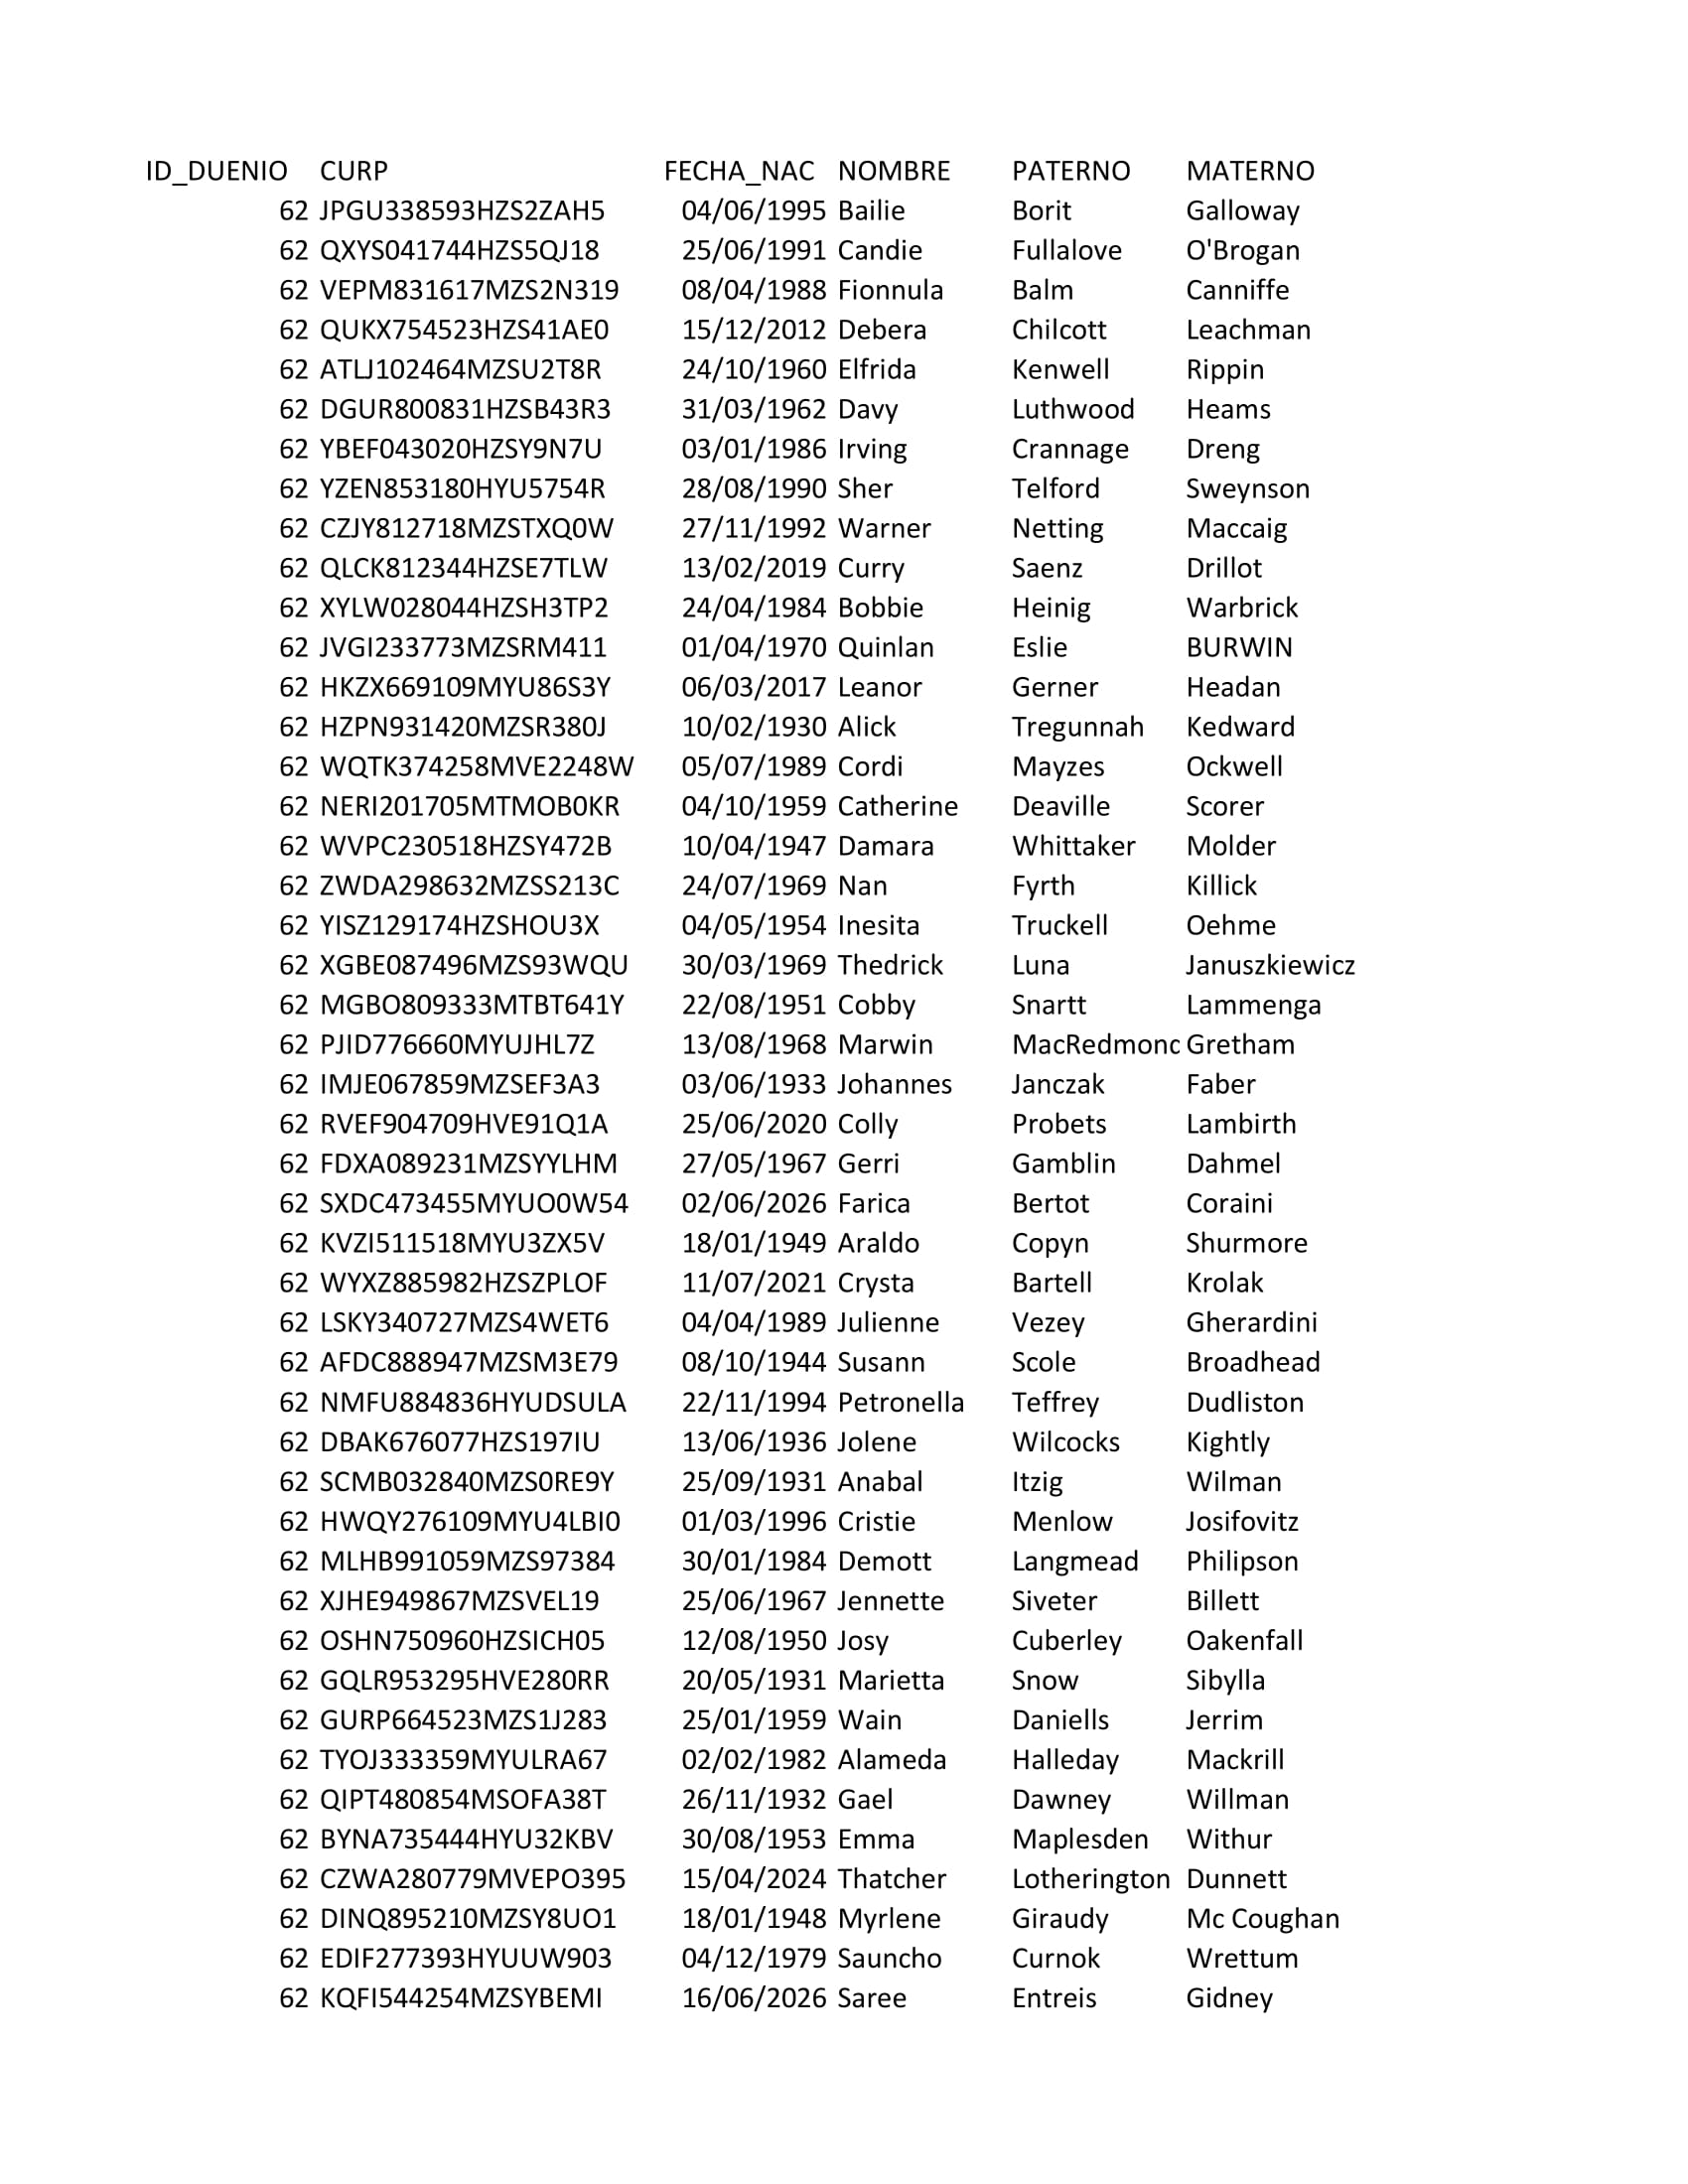 ID_DUENIO CURP FECHA_NAC NOMBRE PATERNO MATERNO
62 JPGU338593HZS2ZAH5 04/06/1995 Bailie Borit Galloway
62 QXYS041744HZS5QJ18 25/06/1991 Candie Fullalove O'Brogan
62 VEPM831617MZS2N319 08/04/1988 Fionnula Balm Canniffe
62 QUKX754523HZS41AE0 15/12/2012 Debera Chilcott Leachman
62 ATLJ102464MZSU2T8R 24/10/1960 Elfrida Kenwell Rippin
62 DGUR800831HZSB43R3 31/03/1962 Davy Luthwood Heams
62 YBEF043020HZSY9N7U 03/01/1986 Irving Crannage Dreng
62 YZEN853180HYU5754R 28/08/1990 Sher Telford Sweynson
62 CZJY812718MZSTXQ0W 27/11/1992 Warner Netting Maccaig
62 QLCK812344HZSE7TLW 13/02/2019 Curry Saenz Drillot
62 XYLW028044HZSH3TP2 24/04/1984 Bobbie Heinig Warbrick
62 JVGI233773MZSRM411 01/04/1970 Quinlan Eslie BURWIN
62 HKZX669109MYU86S3Y 06/03/2017 Leanor Gerner Headan
62 HZPN931420MZSR380J 10/02/1930 Alick Tregunnah Kedward
62 WQTK374258MVE2248W 05/07/1989 Cordi Mayzes Ockwell
62 NERI201705MTMOB0KR 04/10/1959 Catherine Deaville Scorer
62 WVPC230518HZSY472B 10/04/1947 Damara Whittaker Molder
62 ZWDA298632MZSS213C 24/07/1969 Nan Fyrth Killick
62 YISZ129174HZSHOU3X 04/05/1954 Inesita Truckell Oehme
62 XGBE087496MZS93WQU 30/03/1969 Thedrick Luna Januszkiewicz
62 MGBO809333MTBT641Y 22/08/1951 Cobby Snartt Lammenga
62 PJID776660MYUJHL7Z 13/08/1968 Marwin MacRedmonc Gretham
62 IMJE067859MZSEF3A3 03/06/1933 Johannes Janczak Faber
62 RVEF904709HVE91Q1A 25/06/2020 Colly Probets Lambirth
62 FDXA089231MZSYYLHM 27/05/1967 Gerri Gamblin Dahmel
62 SXDC473455MYUO0W54 02/06/2026 Farica Bertot Coraini
62 KVZI511518MYU3ZX5V 18/01/1949 Araldo Copyn Shurmore
62 WYXZ885982HZSZPLOF 11/07/2021 Crysta Bartell Krolak
62 LSKY340727MZS4WET6 04/04/1989 Julienne Vezey Gherardini
62 AFDC888947MZSM3E79 08/10/1944 Susann Scole Broadhead
62 NMFU884836HYUDSULA 22/11/1994 Petronella Teffrey Dudliston
62 DBAK676077HZS197IU 13/06/1936 Jolene Wilcocks Kightly
62 SCMB032840MZS0RE9Y 25/09/1931 Anabal Itzig Wilman
62 HWQY276109MYU4LBI0 01/03/1996 Cristie Menlow Josifovitz
62 MLHB991059MZS97384 30/01/1984 Demott Langmead Philipson
62 XJHE949867MZSVEL19 25/06/1967 Jennette Siveter Billett
62 OSHN750960HZSICH05 12/08/1950 Josy Cuberley Oakenfall
62 GQLR953295HVE280RR 20/05/1931 Marietta Snow Sibylla
62 GURP664523MZS1J283 25/01/1959 Wain Daniells Jerrim
62 TYOJ333359MYULRA67 02/02/1982 Alameda Halleday Mackrill
62 QIPT480854MSOFA38T 26/11/1932 Gael Dawney Willman
62 BYNA735444HYU32KBV 30/08/1953 Emma Maplesden Withur
62 CZWA280779MVEPO395 15/04/2024 Thatcher Lotherington Dunnett
62 DINQ895210MZSY8UO1 18/01/1948 Myrlene Giraudy Mc Coughan
62 EDIF277393HYUUW903 04/12/1979 Sauncho Curnok Wrettum
62 KQFI544254MZSYBEMI 16/06/2026 Saree Entreis Gidney